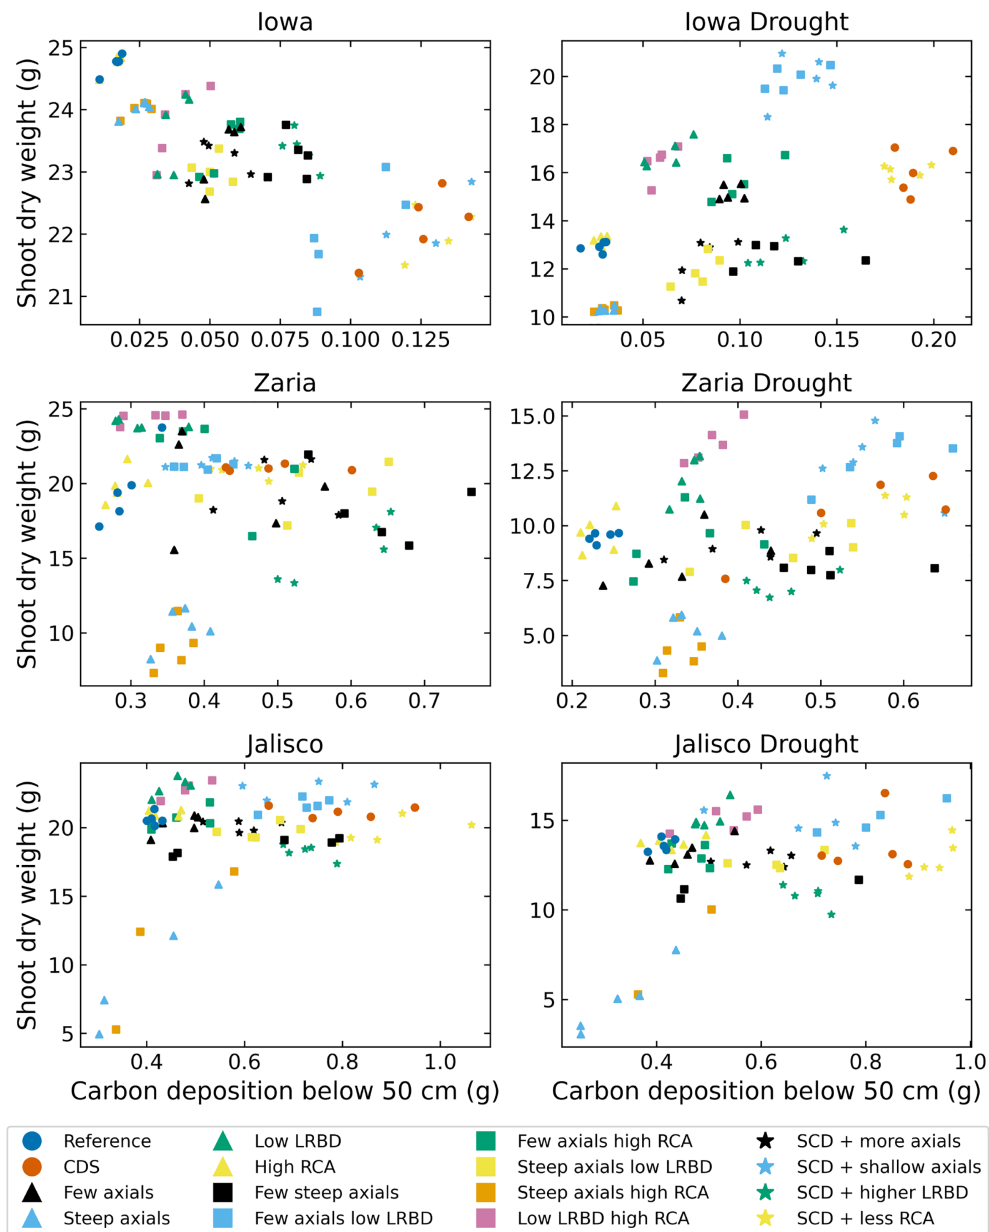 Iowa
Iowa Drought
Shoot dry weight (g)
25
24
23
22
21
0.025 0.050 0.075 0.100 0.125
20
18
16
14
12
10
0.05 0.10 0.15 0.20
Zaria
Zaria Drought
Shoot dry weight (g)
25
20
15
10
0.3 0.4 0.5 0.6 0.7
15.0
12.5
10.0
7.5
5.0
0.2 0.3 0.4 0.5 0.6
Jalisco
Jalisco Drought
Shoot dry weight (g)
20
15
10
5
0.4 0.6 0.8 1.0
Carbon deposition below 50 cm (g)
15
10
5
0.4 0.6 0.8 1.0
Carbon deposition below 50 cm (g)
Reference
CDS
Few axials
Steep axials
Low LRBD
High RCA
Few steep axials
Few axials low LRBD
Few axials high RCA
Steep axials low LRBD
Steep axials high RCA
Low LRBD high RCA
SCD + more axials
SCD + shallow axials
SCD + higher LRBD
SCD + less RCA